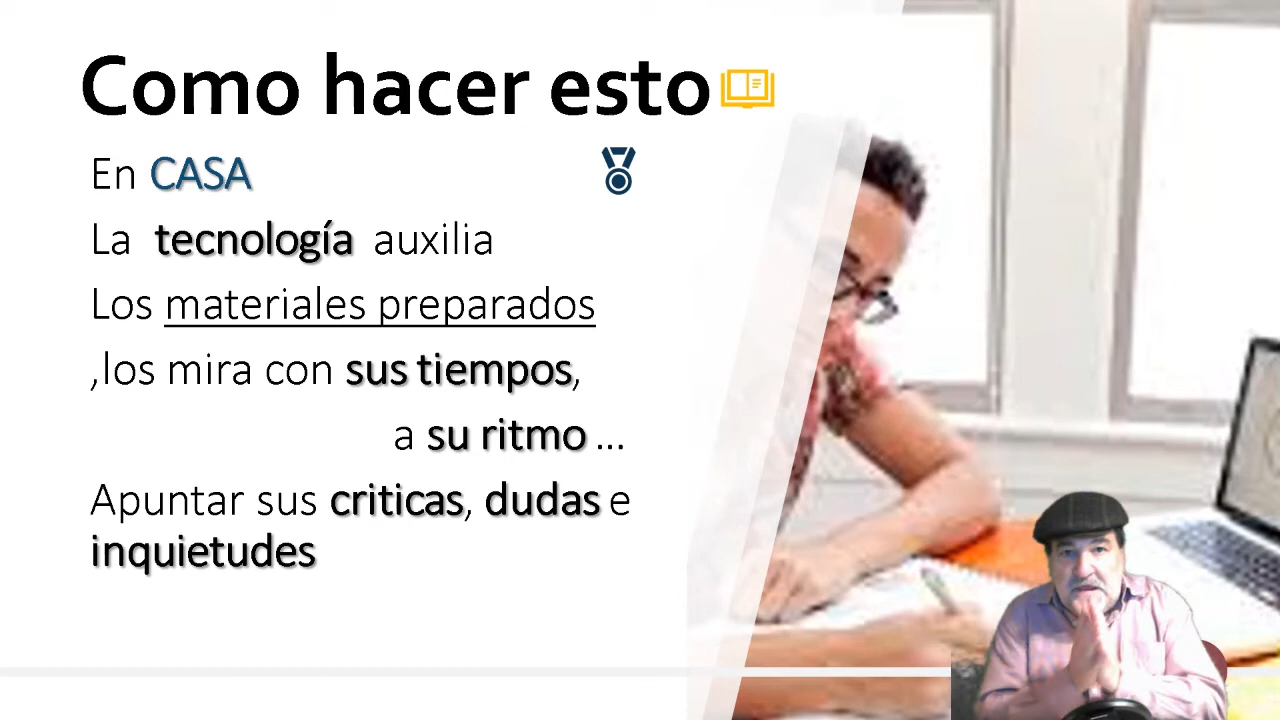 Como hacer esto
En CASA
La tecnología auxilia
Los materiales preparados
,los mira con sus tiempos,
a su ritmo ...
Apuntar sus criticas, dudas e
inquietudes